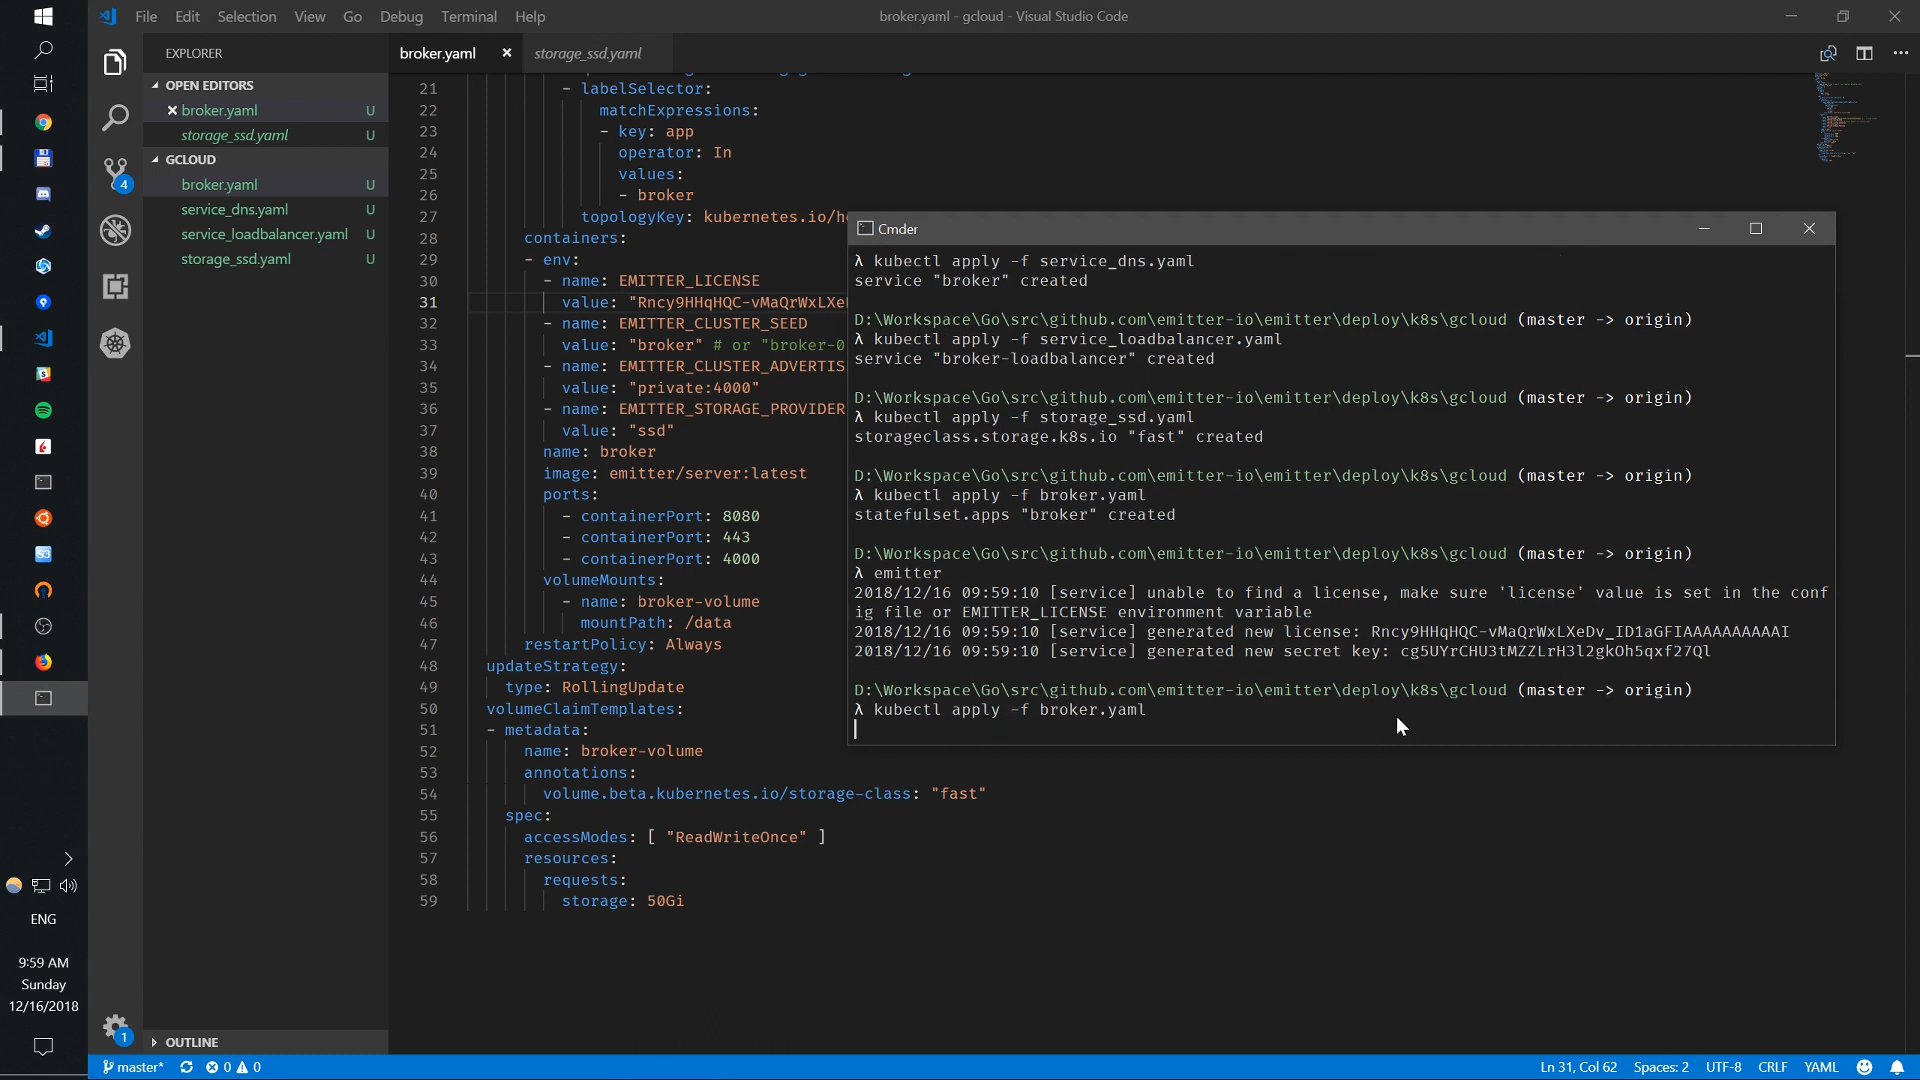 File Edit Selection View Go Debug Terminal Help
broker.yaml - gcloud - Visual Studio Code
EXPLORER
OPEN EDITORS
broker.yaml U
storage_ssd.yaml U
GCLOUD
broker.yaml U
service_dns.yaml U
service_loadbalancer.yaml U
storage_ssd.yaml U
OUTLINE
4
1
broker.yaml
storage_ssd.yaml
21 - labelSelector:
22 matchExpressions:
23 - key: app
24 operator: In
25 values:
26 - broker
27 topologyKey: kubernetes.io/h
28 containers:
29 - env:
30 - name: EMITTER_LICENSE
31 value: "Rncy9HHqHQC-vMaQrWxLXe
32 - name: EMITTER_CLUSTER_SEED
33 value: "broker" # or "broker-0
34 - name: EMITTER_CLUSTER_ADVERTIS
35 value: "private:4000"
36 - name: EMITTER_STORAGE_PROVIDER
37 value: "ssd"
38 name: broker
39 image: emitter/server:latest
40 ports:
41 - containerPort: 8080
42 - containerPort: 443
43 - containerPort: 4000
44 volumeMounts:
45 - name: broker-volume
46 mountPath: /data
47 restartPolicy: Always
48 updateStrategy:
49 type: RollingUpdate
50 volumeClaimTemplates:
51 - metadata:
52 name: broker-volume
53 annotations:
54 volume.beta.kubernetes.io/storage-class: "fast"
55 spec:
56 accessModes: [ "ReadWriteOnce" ]
57 resources:
58 requests:
59 storage: 50Gi
Cmder
λ kubectl apply -f service_dns.yaml
service "broker" created
D:\Workspace\Go\src\github.com\emitter-io\emitter\deploy\k8s\gcloud (master -> origin)
λ kubectl apply -f service_loadbalancer.yaml
service "broker-loadbalancer" created
D:\Workspace\Go\src\github.com\emitter-io\emitter\deploy\k8s\gcloud (master -> origin)
λ kubectl apply -f storage_ssd.yaml
storageclass.storage.k8s.io "fast" created
D:\Workspace\Go\src\github.com\emitter-io\emitter\deploy\k8s\gcloud (master -> origin)
λ kubectl apply -f broker.yaml
statefulset.apps "broker" created
D:\Workspace\Go\src\github.com\emitter-io\emitter\deploy\k8s\gcloud (master -> origin)
λ emitter
2018/12/16 09:59:10 [service] unable to find a license, make sure 'license' value is set in the conf
ig file or EMITTER_LICENSE environment variable
2018/12/16 09:59:10 [service] generated new license: Rncy9HHqHQC-vMaQrWxLXeDv_ID1aGFIAAAAAAAAAAI
2018/12/16 09:59:10 [service] generated new secret key: cg5UYrCHU3tMZZLrH3l2gkOh5qxf27Ql
D:\Workspace\Go\src\github.com\emitter-io\emitter\deploy\k8s\gcloud (master -> origin)
λ kubectl apply -f broker.yaml
ENG
9:59 AM
Sunday
12/16/2018
master* 0 0
Ln 31, Col 62 Spaces: 2 UTF-8 CRLF YAML